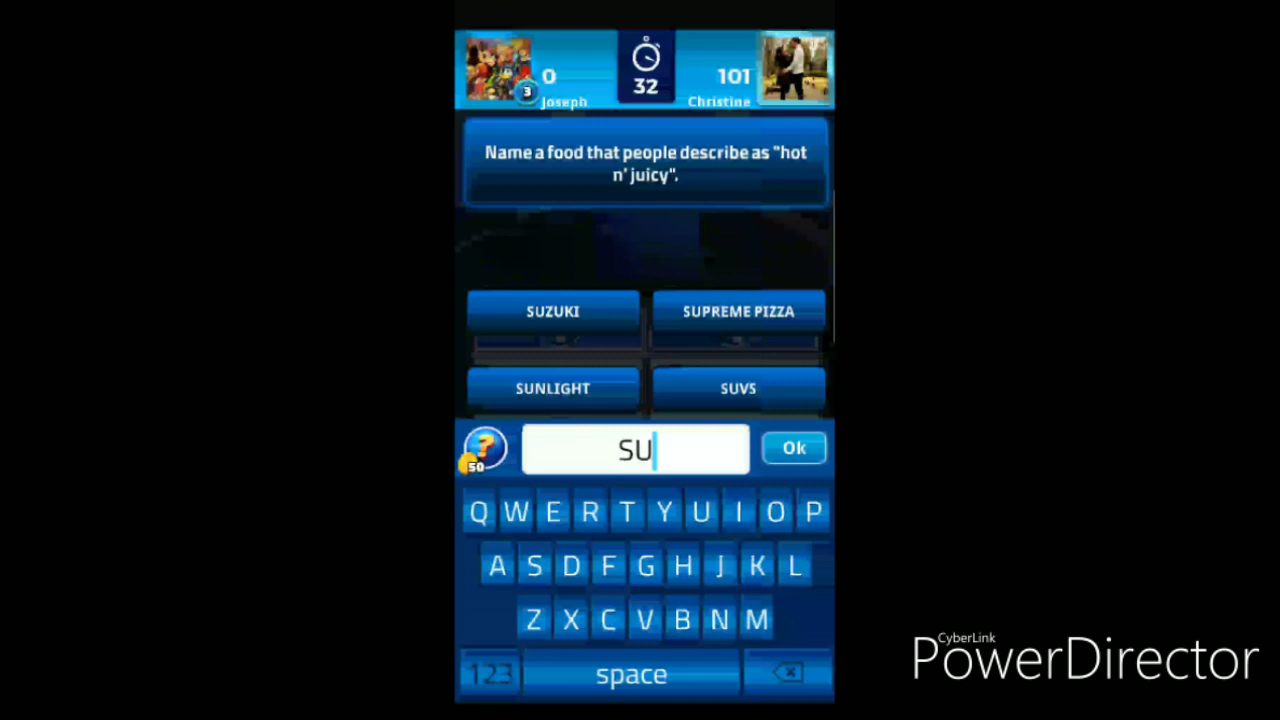 0
3
Joseph
32
101
Christine
Name a food that people describe as "hot
n' juicy".
SUZUKI
SUPREME PIZZA
SUNLIGHT
SUVS
50
SU
Ok
Q W E R T Y U I O P
A S D F G H J K L
Z X C V B N M
123
space
CyberLink
PowerDirector